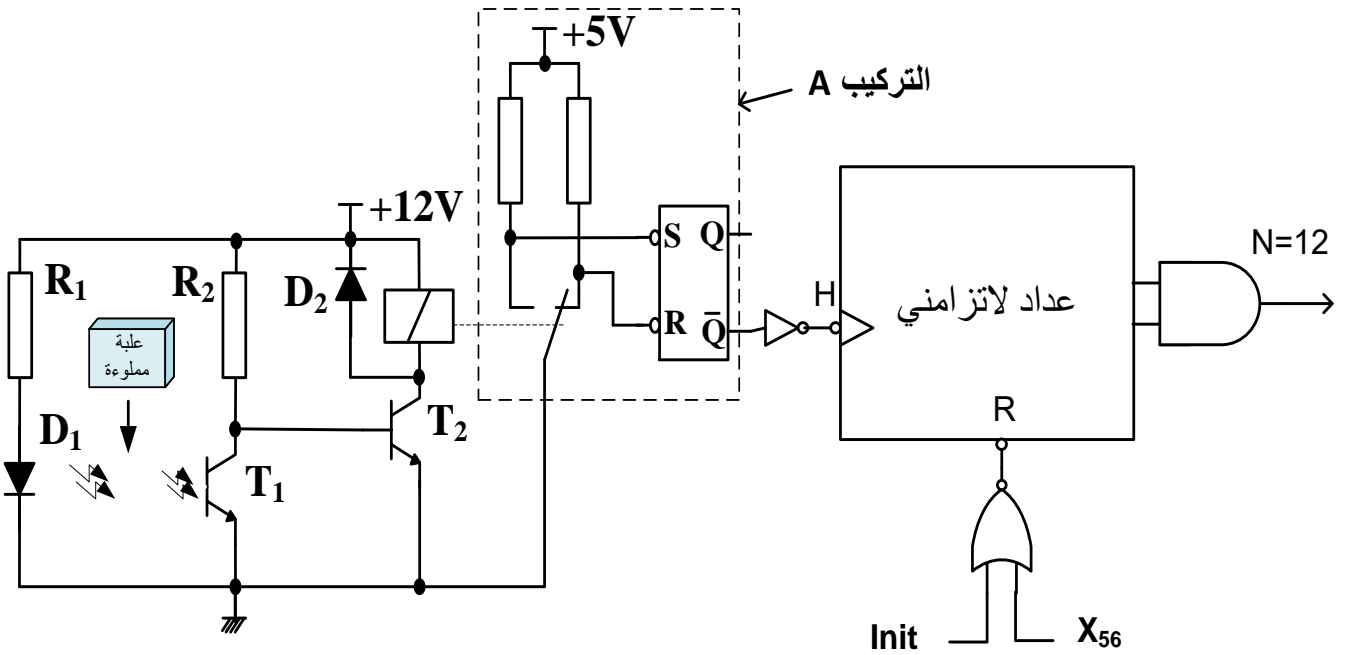 +5V
التركيب A
+12V
R1
R2
D2
S Q
R Q̅
H
عداد لاتزامني
N=12
علبة
مملوءة
D1
T1
T2
R
Init
X56